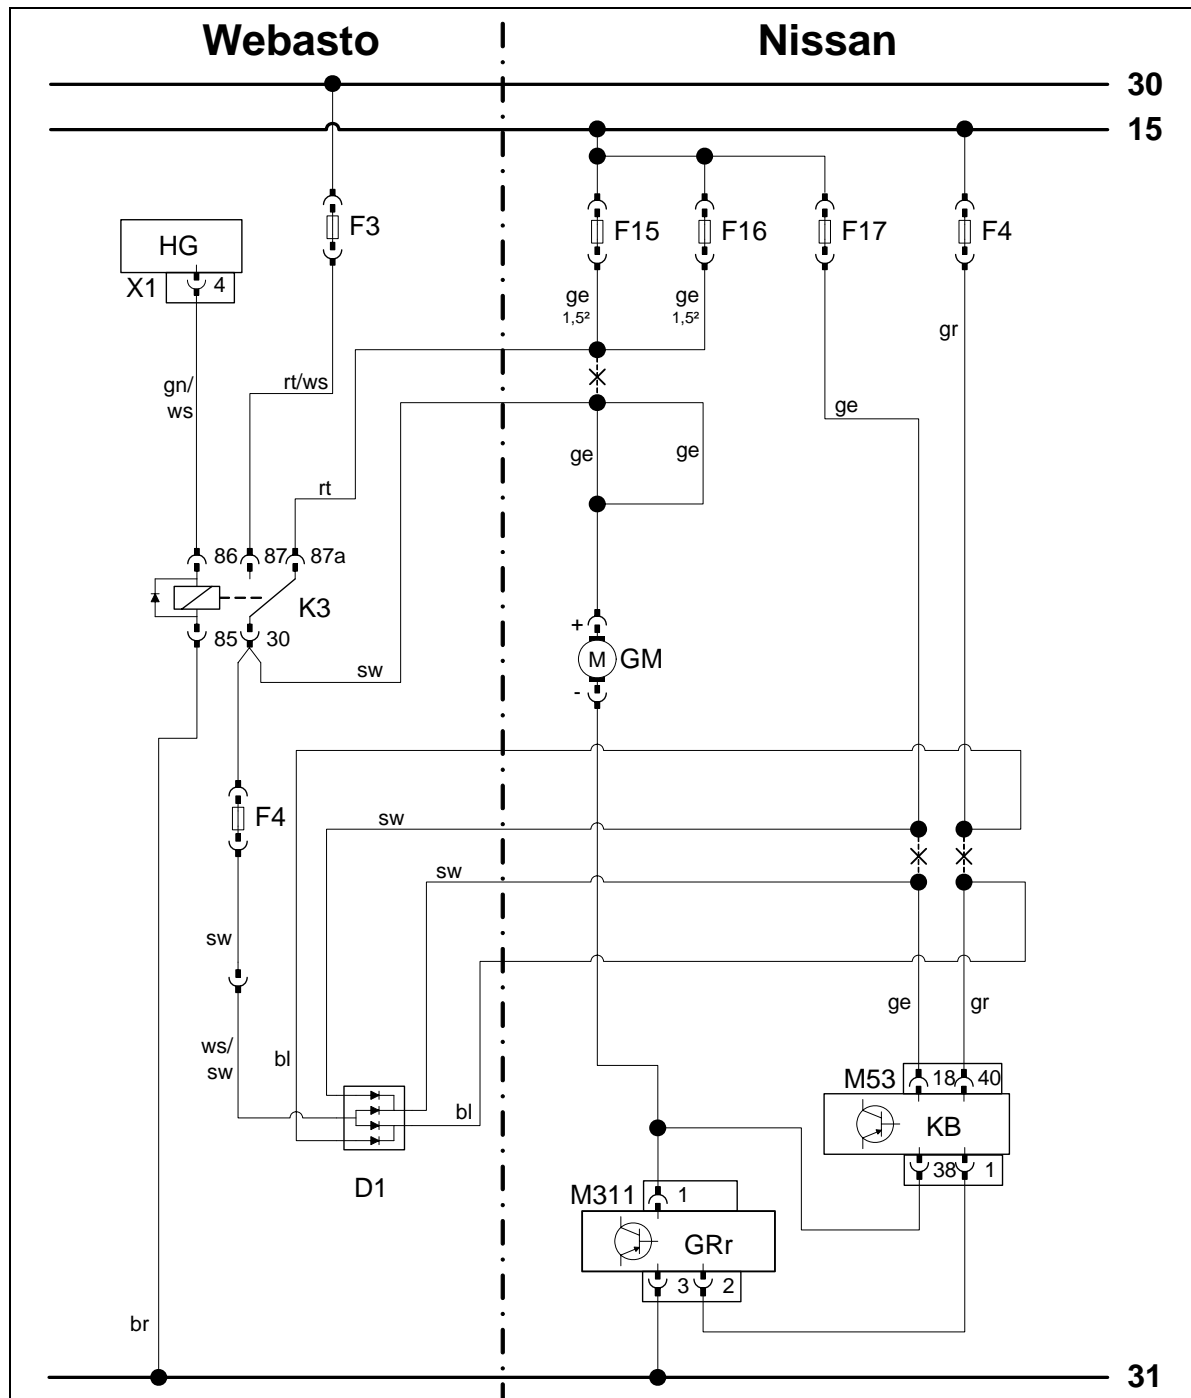 Webasto
Nissan
30
15
F3
F15
F16
F17
F4
HG
X1
4
ge
1,5²
ge
1,5²
gr
gn/
ws
rt/ws
ge
ge
ge
rt
86
87
87a
K3
85
30
+
M
GM
-
sw
F4
sw
sw
sw
ge
gr
ws/
sw
bl
bl
M53
18
40
KB
38
1
D1
M311
1
GRr
3
2
br
31